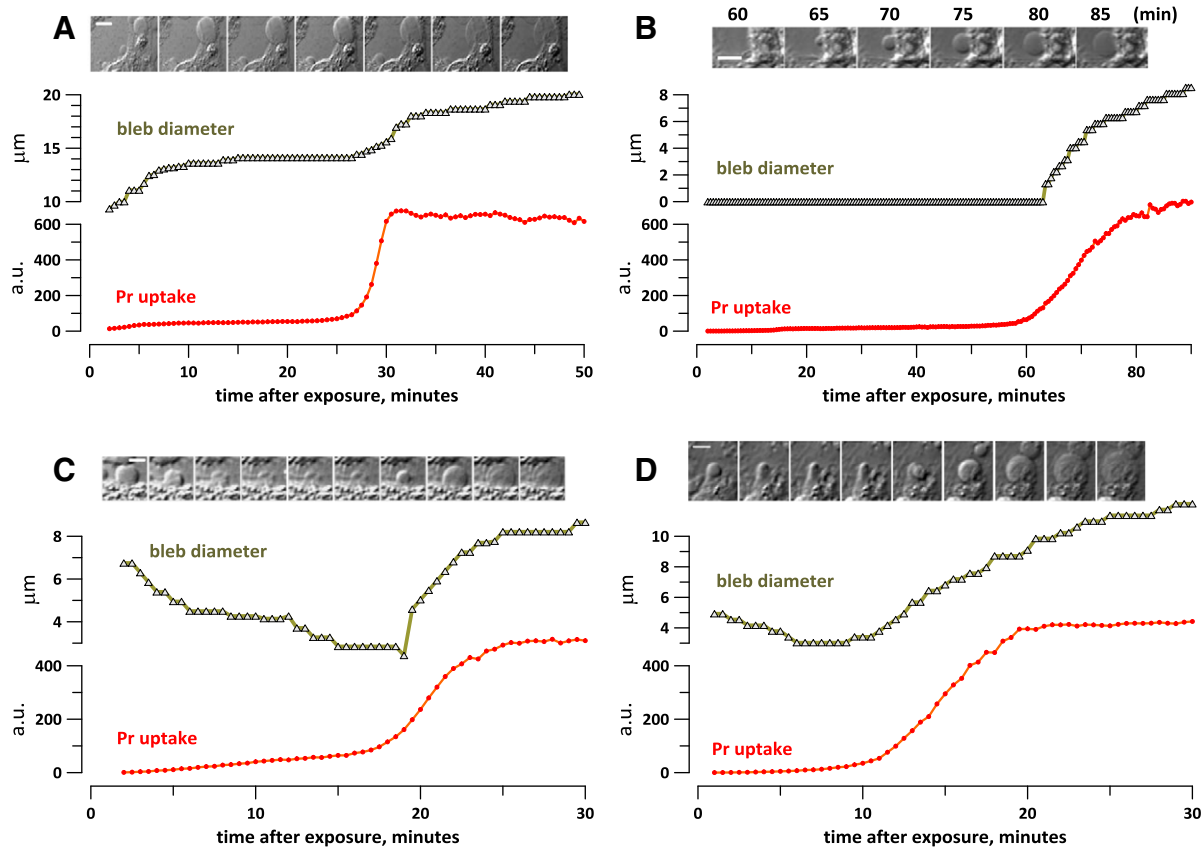 A
B
60 65 70 75 80 85 (min)
20
15
10
µm
bleb diameter
600
400
200
0
a.u.
Pr uptake
0 10 20 30 40 50
time after exposure, minutes
8
6
4
2
0
µm
bleb diameter
600
400
200
0
a.u.
Pr uptake
0 20 40 60 80
time after exposure, minutes
C
8
6
4
µm
bleb diameter
400
200
0
a.u.
Pr uptake
0 10 20 30
time after exposure, minutes
D
10
8
6
4
µm
bleb diameter
400
200
0
a.u.
Pr uptake
0 10 20 30
time after exposure, minutes